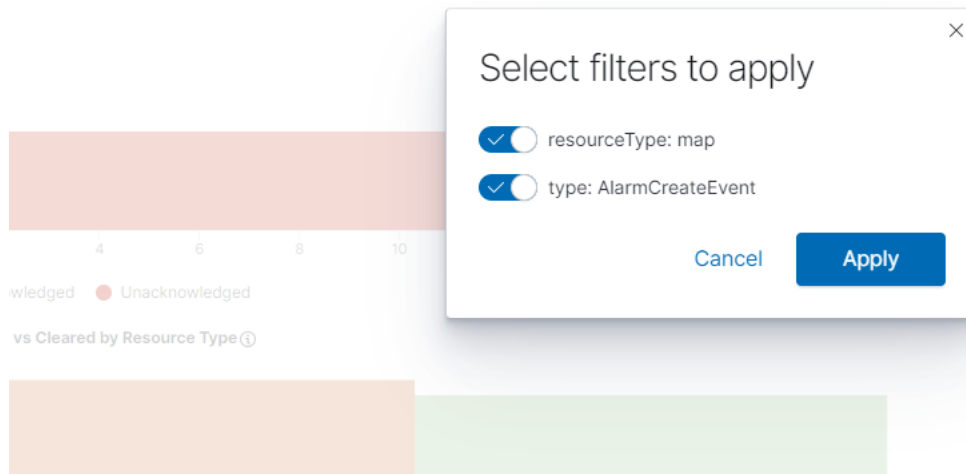 Select filters to apply
resourceType: map
type: AlarmCreateEvent
Cancel
Apply
4 6 8 10
Unacknowledged
vs Cleared by Resource Type